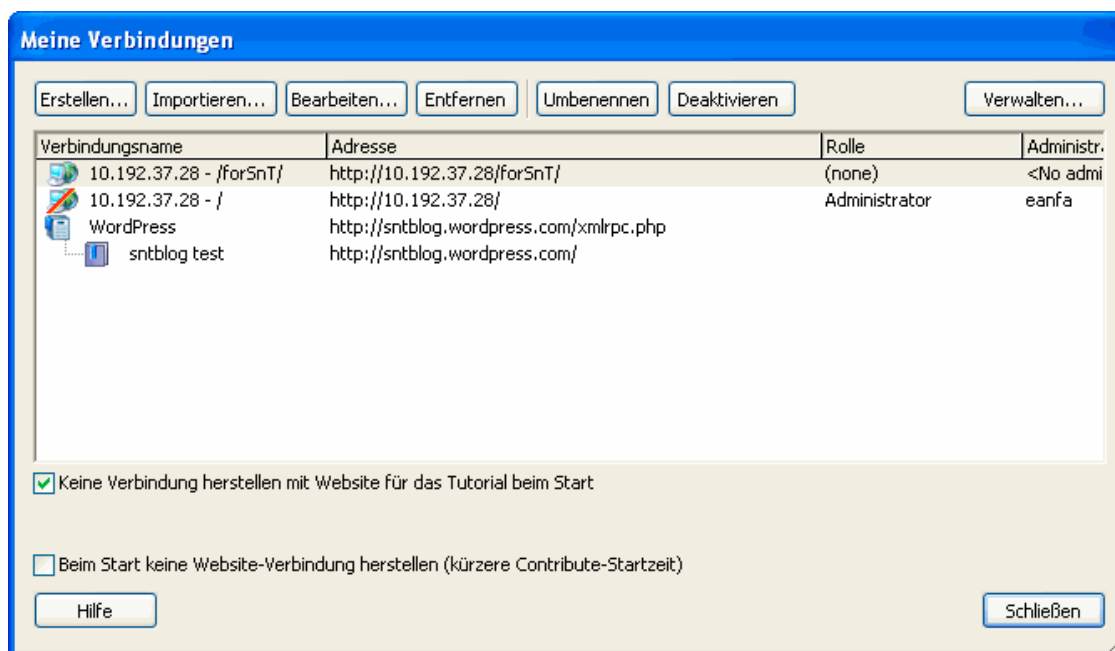 Meine Verbindungen
Erstellen... Importieren... Bearbeiten... Entfernen Umbenennen Deaktivieren Verwalten...
Verbindungsname Adresse Rolle Administr
10.192.37.28 - /forSnT/ http://10.192.37.28/forSnT/ (none) <No admi
10.192.37.28 - / http://10.192.37.28/ Administrator eanfa
WordPress http://sntblog.wordpress.com/xmlrpc.php
sntblog test http://sntblog.wordpress.com/
Keine Verbindung herstellen mit Website für das Tutorial beim Start
Beim Start keine Website-Verbindung herstellen (kürzere Contribute-Startzeit)
Hilfe Schließen